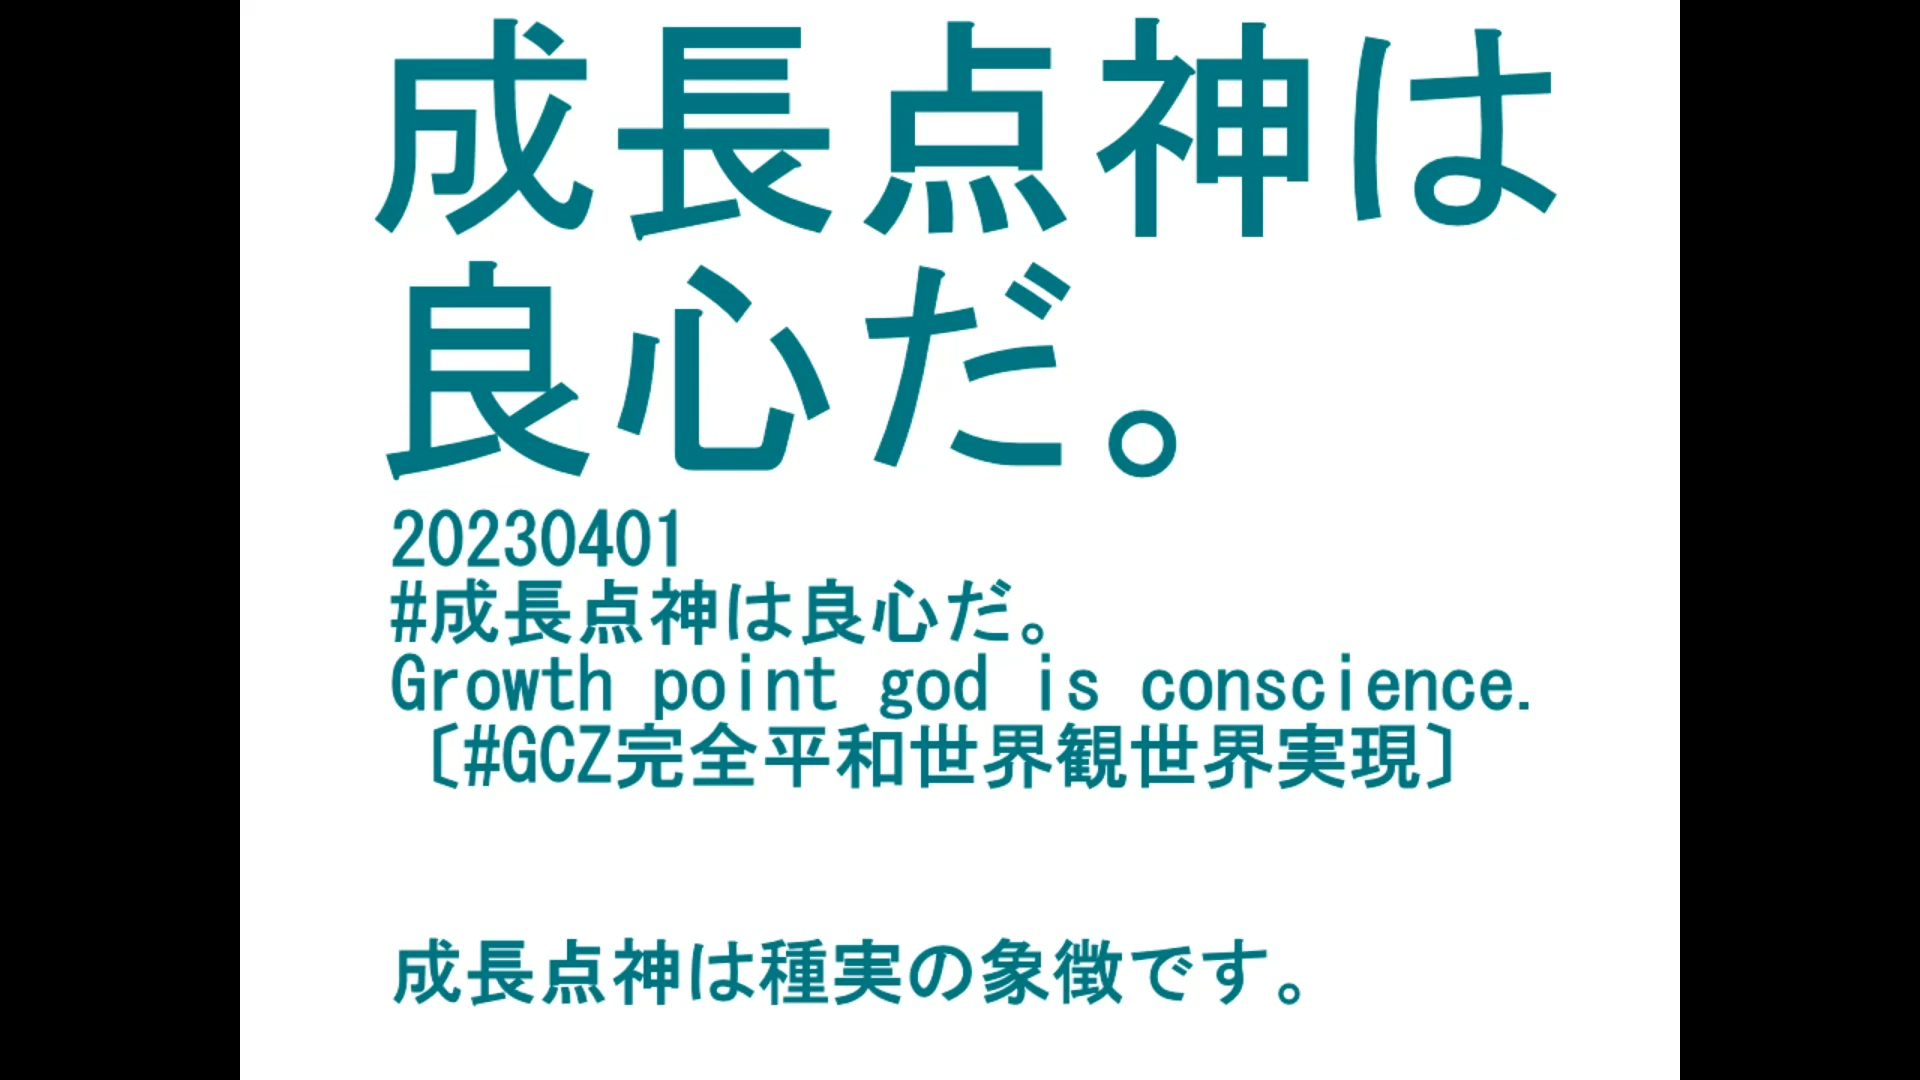 成長点神は
良心だ。
20230401
#成長点神は良心だ。
Growth point god is conscience.
〔#GCZ完全平和世界観世界実現〕
成長点神は種実の象徴です。